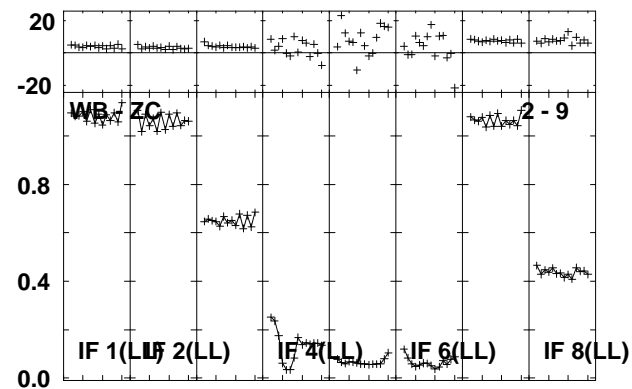 20
-20
WB - ZC 2 - 9
0.8
0.4
IF 1(LL) IF 2(LL) IF 4(LL) IF 6(LL) IF 8(LL)
0.0